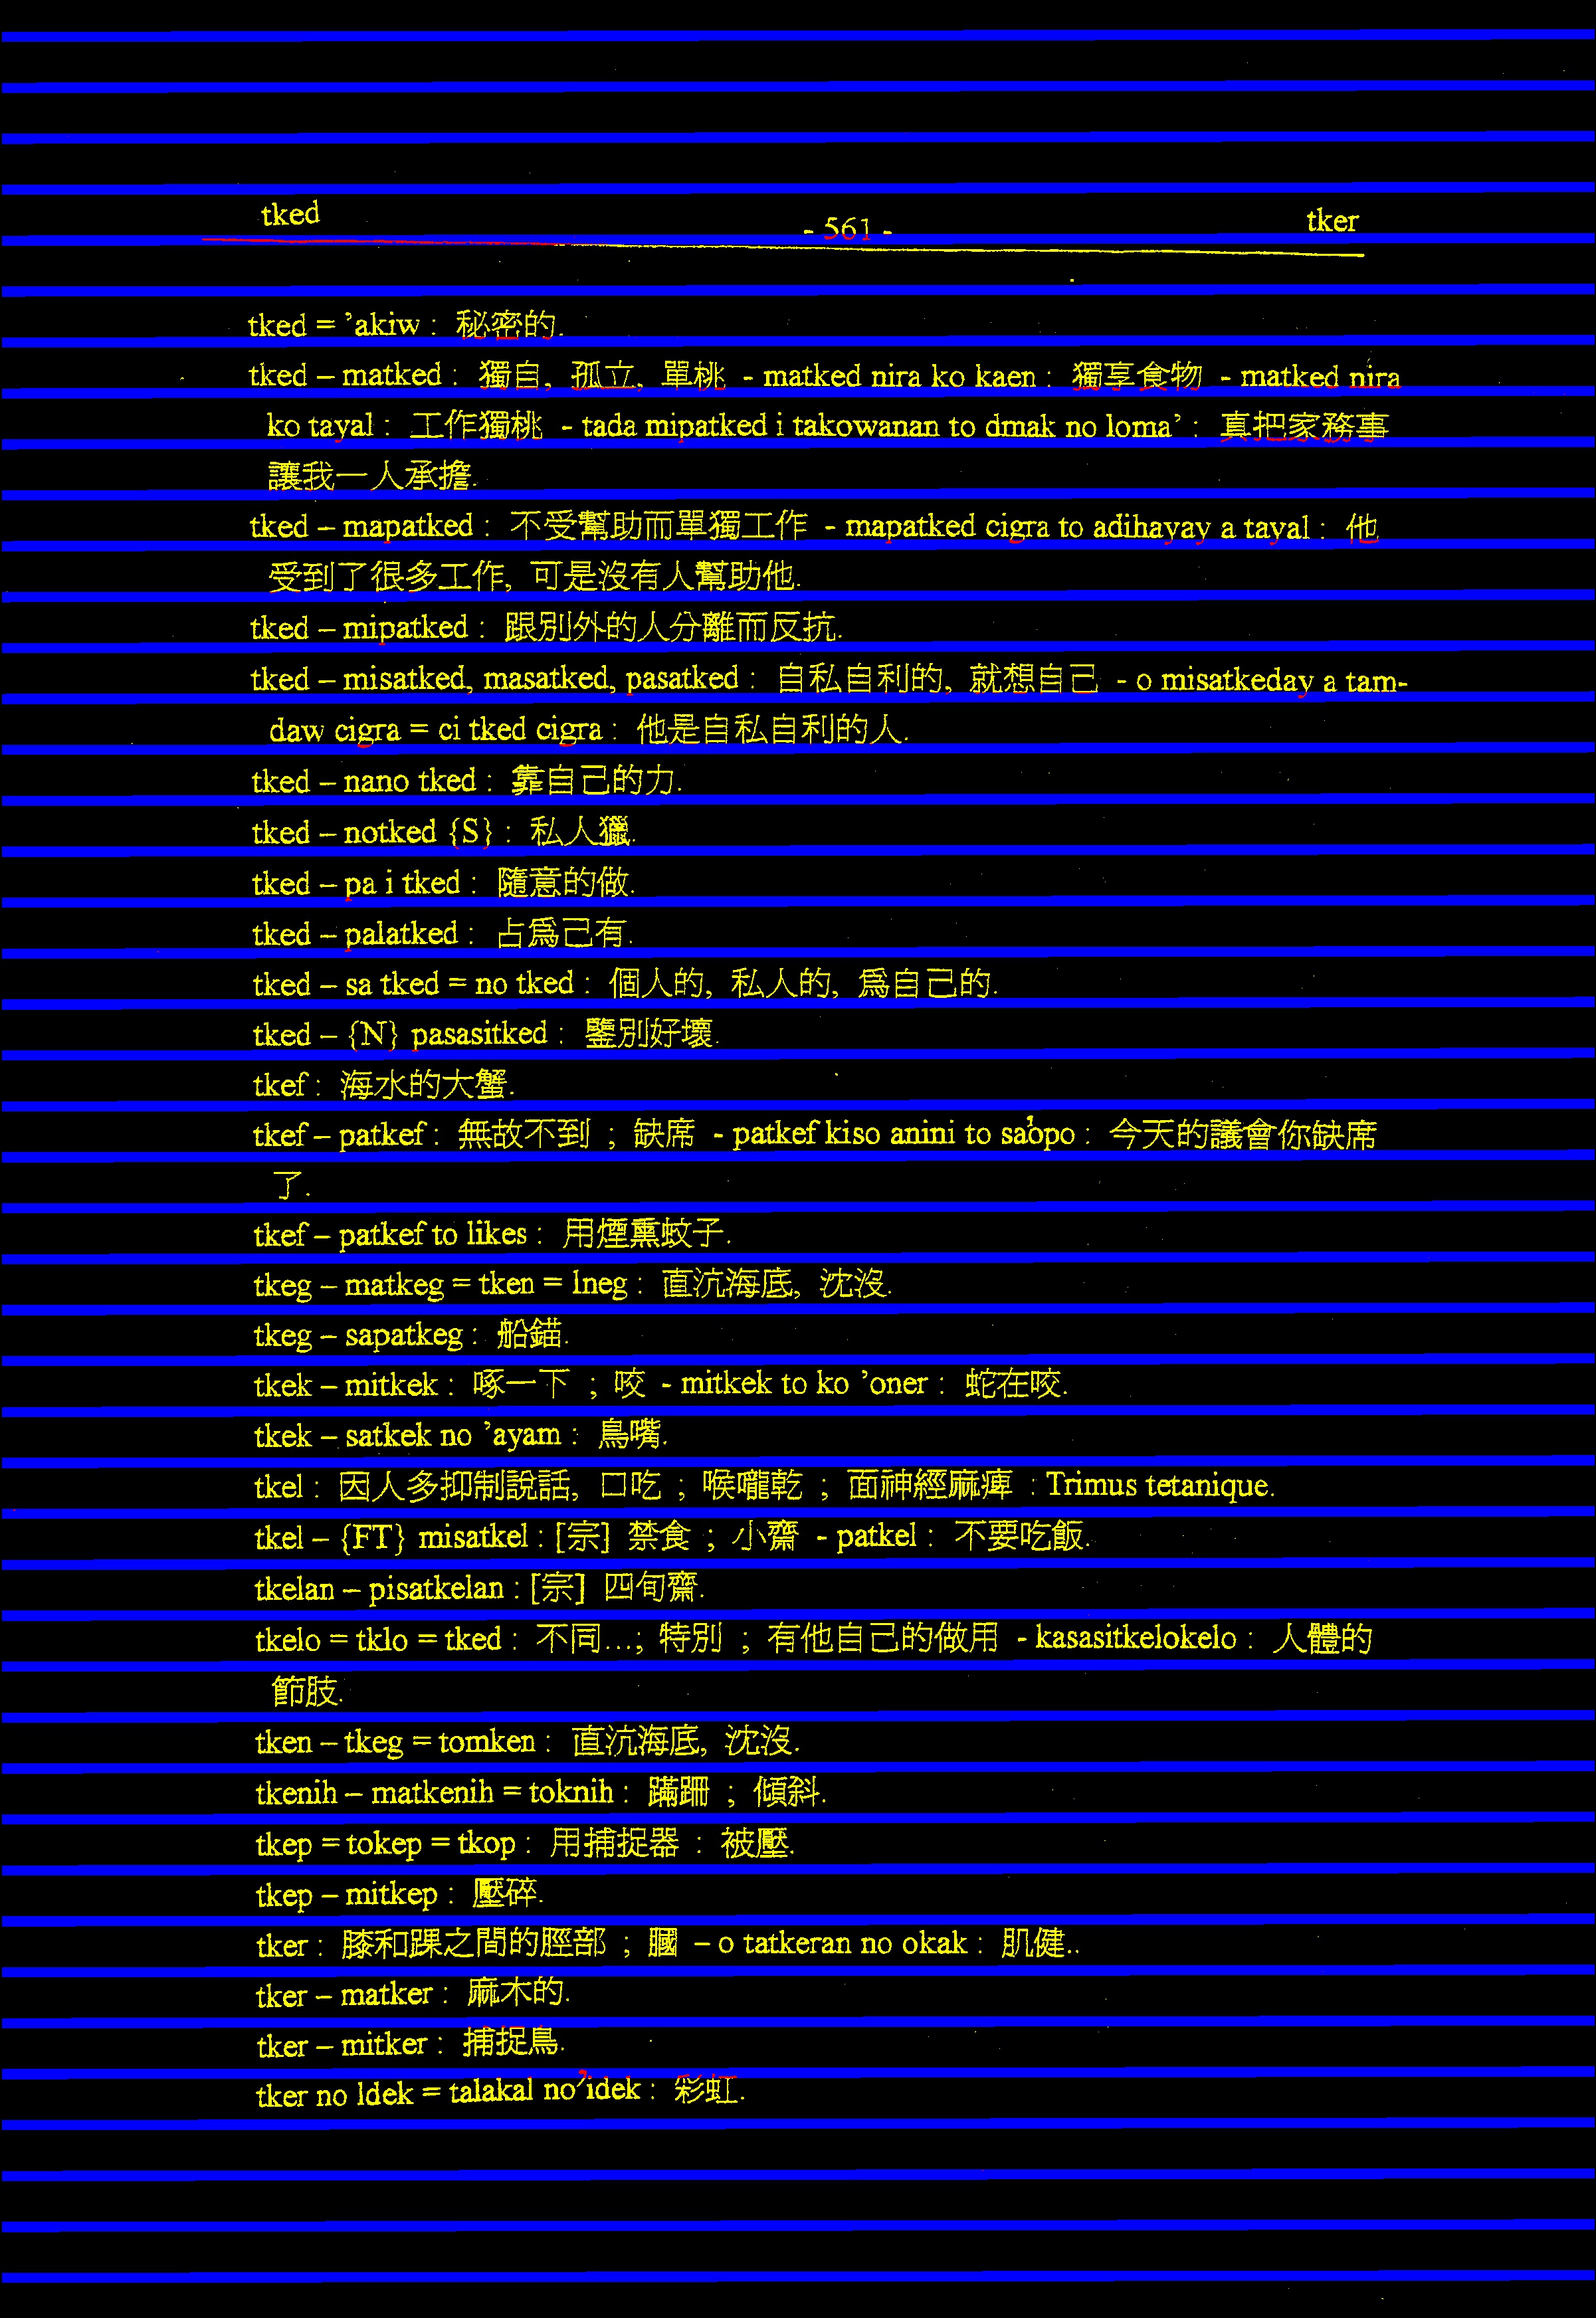 tked - 561 - tker
tked = ’akiw : 秘密的.
tked – matked : 獨自, 孤立, 單桃 - matked nira ko kaen : 獨享食物 - matked nira
ko tayal : 工作獨桃 - tada mipatked i takowanan to dmak no loma’ : 真把家務事
讓我一人承擔.
tked – mapatked : 不受幫助而單獨工作 - mapatked cigra to adihayay a tayal : 他
受到了很多工作, 可是沒有人幫助他.
tked – mipatked : 跟別外的人分離而反抗.
tked – misatked, masatked, pasatked : 自私自利的, 就想自己 - o misatkeday a tam-
daw cigra = ci tked cigra : 他是自私自利的人.
tked – nano tked : 靠自己的力.
tked – notked {S} : 私人獵.
tked – pa i tked : 隨意的做.
tked – palatked : 占爲己有.
tked – sa tked = no tked : 個人的, 私人的, 爲自己的.
tked – {N} pasasitked : 鑒別好壞.
tkef : 海水的大蟹.
tkef – patkef : 無故不到 ; 缺席 - patkef kiso anini to sa'opo : 今天的議會你缺席
了.
tkef – patkef to likes : 用煙熏蚊子.
tkeg – matkeg = tken = lneg : 直沆海底, 沈沒.
tkeg – sapatkeg : 船錨.
tkek – mitkek : 啄一下 ; 咬 - mitkek to ko ’oner : 蛇在咬.
tkek – satkek no ’ayam : 鳥嘴.
tkel : 因人多抑制說話, 口吃 ; 喉嚨乾 ; 面神經麻痺 : Trimus tetanique.
tkel – {FT} misatkel : [宗] 禁食 ; 小齋 - patkel : 不要吃飯.
tkelan – pisatkelan : [宗] 四旬齋.
tkelo = tklo = tked : 不同...; 特別 ; 有他自己的做用 - kasasitkelokelo : 人體的
節肢.
tken – tkeg = tomken : 直沆海底, 沈沒.
tkenih – matkenih = toknih : 蹣跚 ; 傾斜.
tkep = tokep = tkop : 用捕捉器 : 被壓.
tkep – mitkep : 壓碎.
tker : 膝和踝之間的脛部 ; 膕 – o tatkeran no okak : 肌健..
tker – matker : 麻木的.
tker – mitker : 捕捉鳥.
tker no ldek = talakal no ’idek : 彩虹.